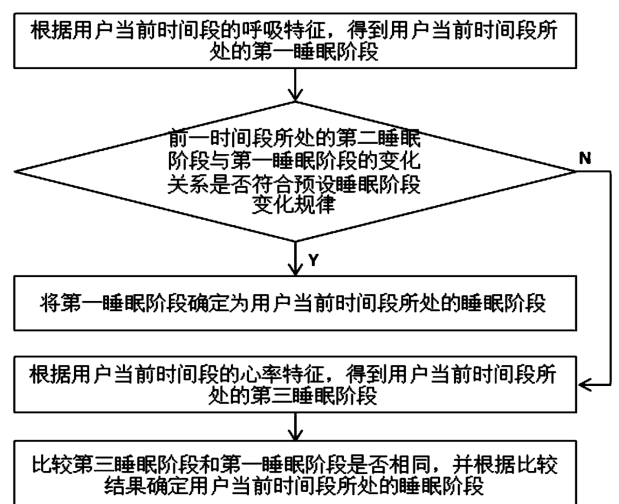 根据用户当前时间段的呼吸特征，得到用户当前时间段所
处的第一睡眠阶段
前一时间段所处的第二睡眠
阶段与第一睡眠阶段的变化
关系是否符合预设睡眠阶段
变化规律
N
Y
将第一睡眠阶段确定为用户当前时间段所处的睡眠阶段
根据用户当前时间段的心率特征，得到用户当前时间段所
处的第三睡眠阶段
比较第三睡眠阶段和第一睡眠阶段是否相同，并根据比较
结果确定用户当前时间段所处的睡眠阶段